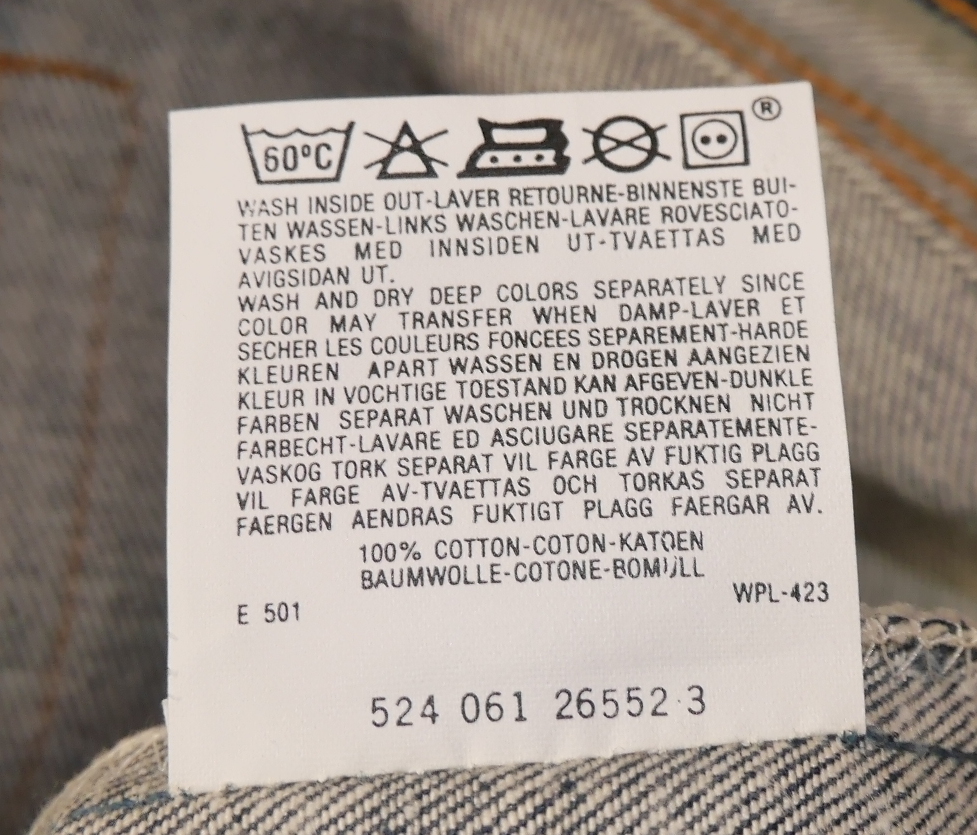 60ºC ®
WASH INSIDE OUT-LAVER RETOURNE-BINNENSTE BUI-
TEN WASSEN-LINKS WASCHEN-LAVARE ROVESCIATO-
VASKES MED INNSIDEN UT-TVAETTAS MED
AVIGSIDAN UT.
WASH AND DRY DEEP COLORS SEPARATELY SINCE
COLOR MAY TRANSFER WHEN DAMP-LAVER ET
SECHER LES COULEURS FONCEES SEPAREMENT-HARDE
KLEUREN APART WASSEN EN DROGEN AANGEZIEN
KLEUR IN VOCHTIGE TOESTAND KAN AFGEVEN-DUNKLE
FARBEN SEPARAT WASCHEN UND TROCKNEN NICHT
FARBECHT-LAVARE ED ASCIUGARE SEPARATEMENTE-
VASKOG TORK SEPARAT VIL FARGE AV FUKTIG PLAGG
VIL FARGE AV-TVAETTAS OCH TORKAS SEPARAT
FAERGEN AENDRAS FUKTIGT PLAGG FAERGAR AV.
100% COTTON-COTON-KATOEN
BAUMWOLLE-COTONE-BOMULL
WPL-423
E 501
524 061 26552 3